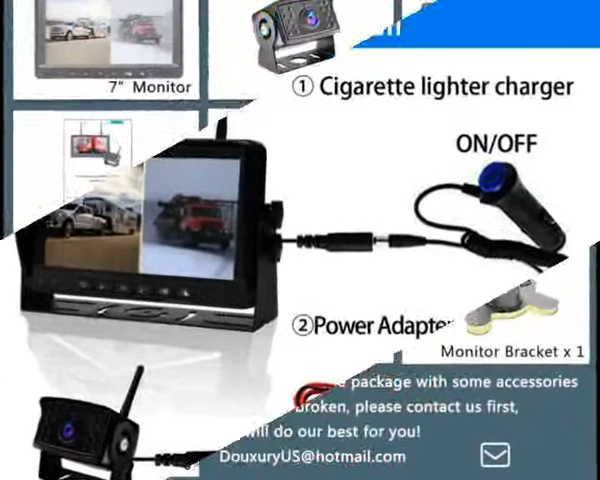 7” Monitor
① Cigarette lighter charger
ON/OFF
②Power Adapter
Monitor Bracket x 1
package with some accessories
broken, please contact us first,
will do our best for you!
DouxuryUS@hotmail.com